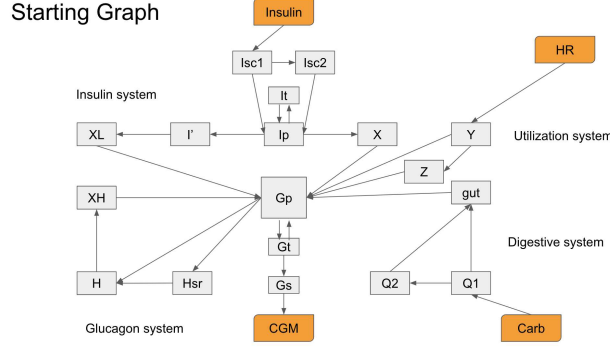 Starting Graph
Insulin
HR
Isc1
Isc2
It
Insulin system
XL
I'
Ip
X
Y
Utilization system
Z
XH
Gp
gut
Gt
Digestive system
H
Hsr
Gs
Q2
Q1
Glucagon system
CGM
Carb